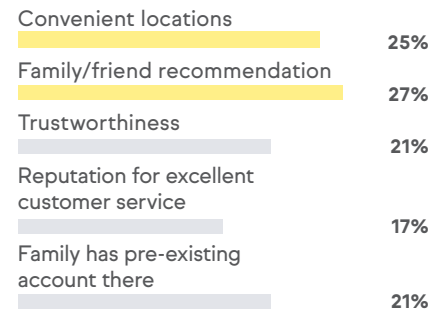 Convenient locations
25%
Family/friend recommendation
27%
Trustworthiness
21%
Reputation for excellent
customer service
17%
Family has pre-existing
account there
21%